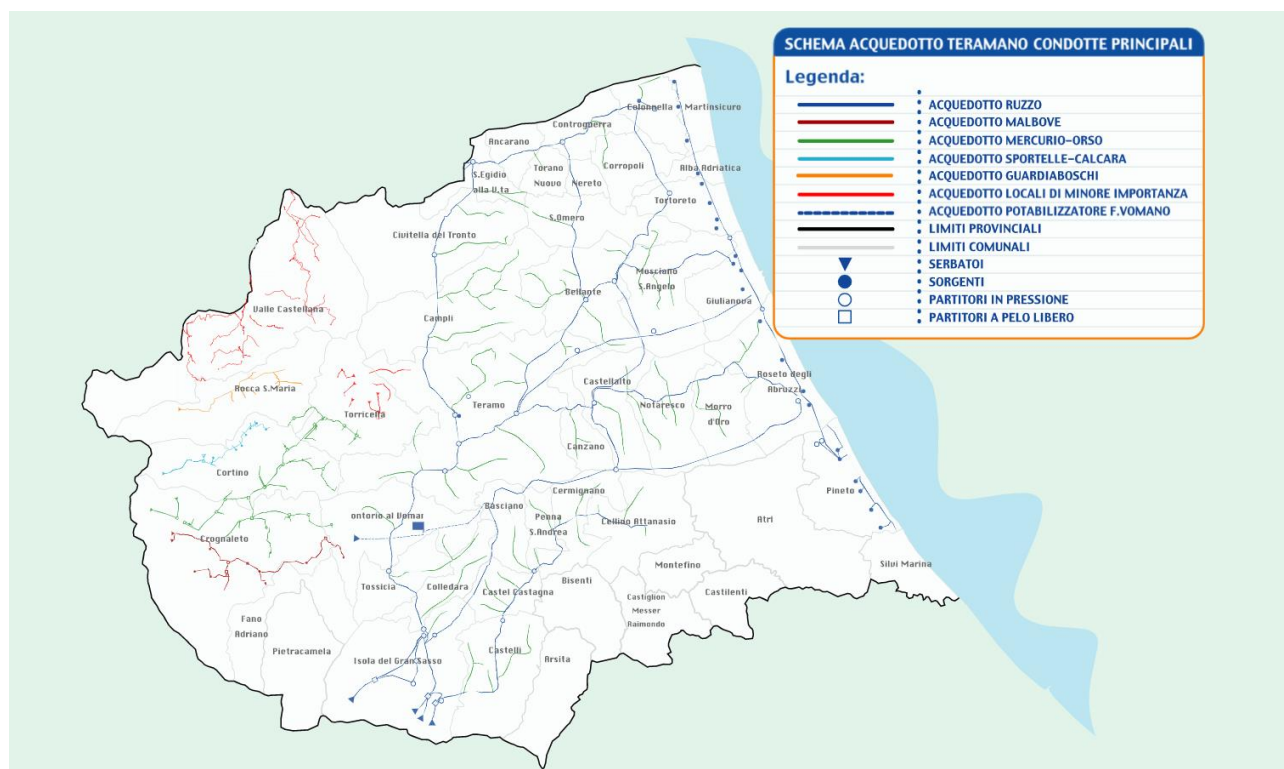 SCHEMA ACQUEDOTTO TERAMANO CONDOTTE PRINCIPALI
Legenda:
ACQUEDOTTO RUZZO
ACQUEDOTTO MALBOVE
ACQUEDOTTO MERCURIO-ORSO
ACQUEDOTTO SPORTELLE-CALCARA
ACQUEDOTTO GUARDIABOSCHI
ACQUEDOTTO LOCALI DI MINORE IMPORTANZA
ACQUEDOTTO POTABILIZZATORE F.VOMANO
LIMITI PROVINCIALI
LIMITI COMUNALI
SERBATOI
SORGENTI
PARTITORI IN PRESSIONE
PARTITORI A PELO LIBERO
Colonnella
Martinsicuro
Controguerra
Ancarano
Corropoli
Alba Adriatica
S.Egidio
alla V.ta
Torano
Nuovo
Nereto
Tortoreto
S.Omero
Civitella del Tronto
Mosciano
S.Angelo
Bellante
Giulianova
Valle Castellana
Campli
Rocca S.Maria
Castellalto
Roseto degli
Abruzzi
Torricella
Teramo
Notaresco
Morro
d'Oro
Canzano
Cortino
Cermignano
Pineto
Basciano
ontorio al Vomar
Penna
S.Andrea
Cellino Attanasio
Atri
Crognaleto
Silvi Marina
Montefino
Bisenti
Tossicia
Colledara
Castel Castagna
Castiglion
Messer
Raimondo
Castilenti
Fano
Adriano
Pietracamela
Isola del Gran Sasso
Castelli
Arsita